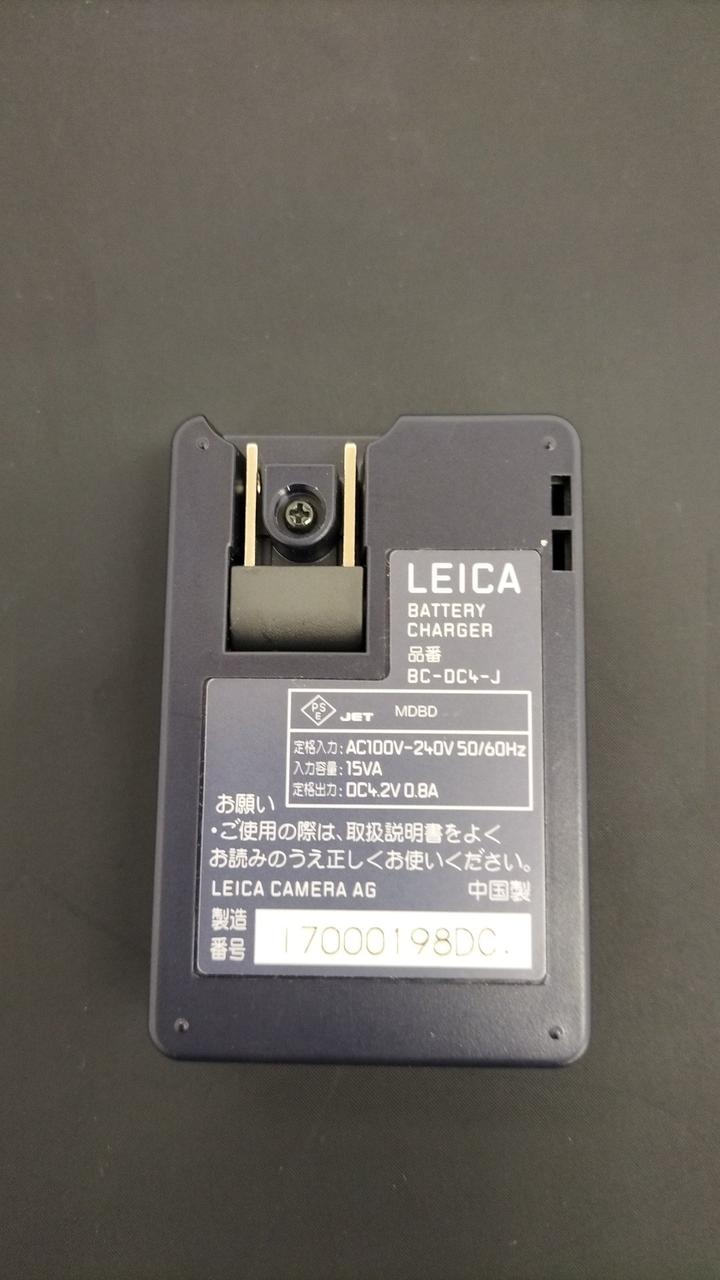 LEICA
BATTERY
CHARGER
品番
BC-DC4-J
PSE JET MDBD
定格入力: AC100V-240V 50/60Hz
入力容量: 15VA
定格出力: DC4.2V 0.8A
お願い
・ご使用の際は、取扱説明書をよく
お読みのうえ正しくお使いください。
LEICA CAMERA AG 中国製
製造
番号 17000198DC.